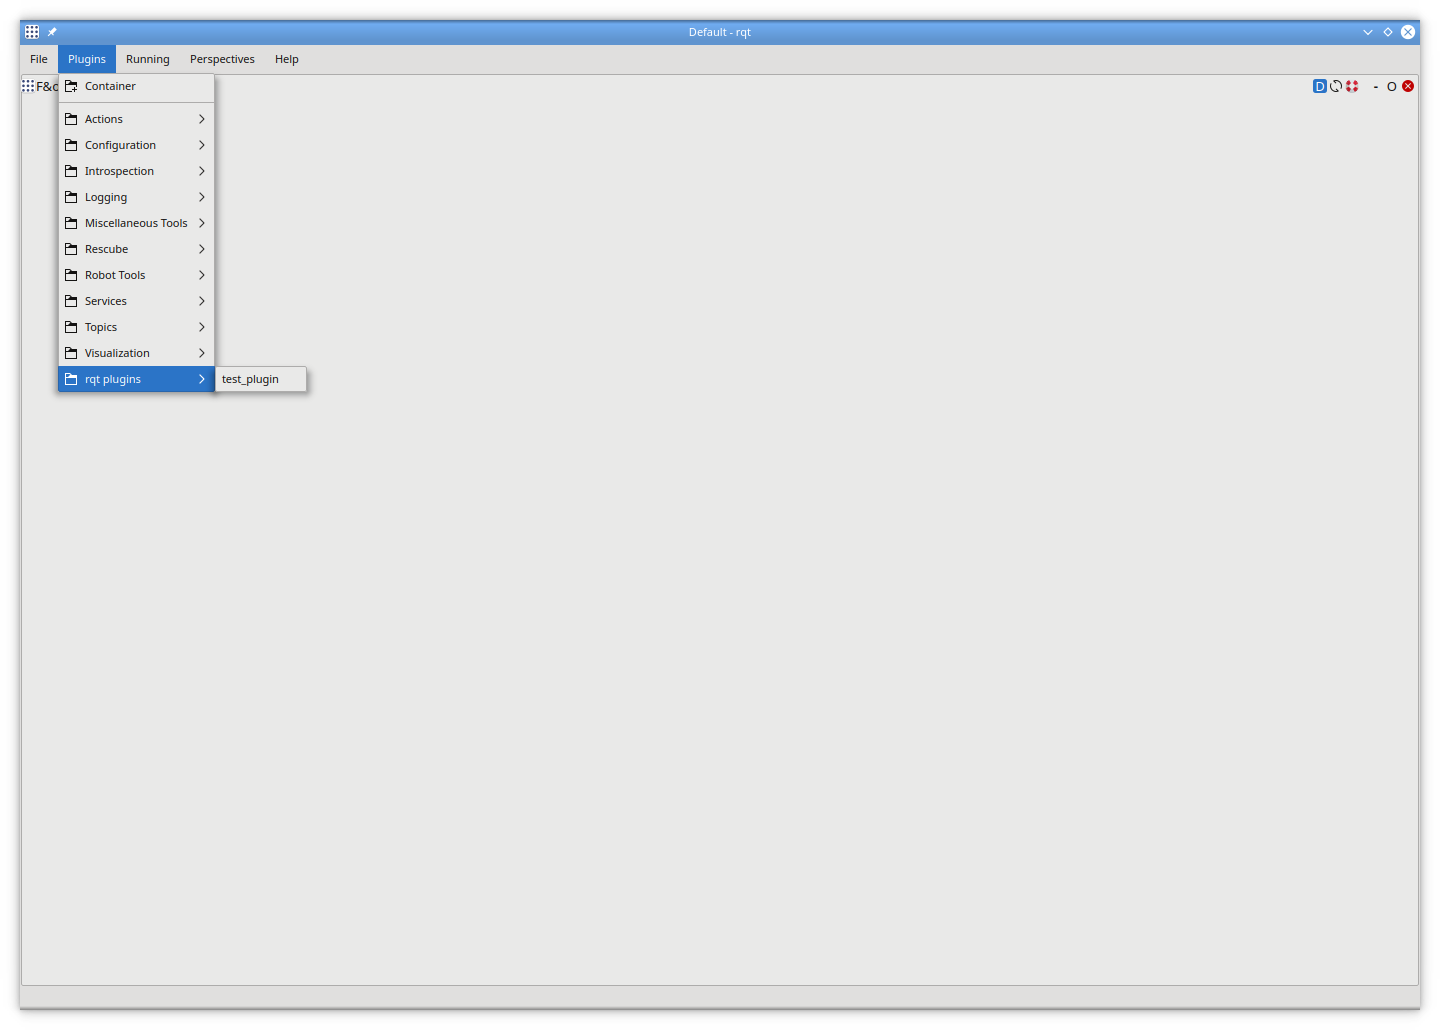 Default - rqt
File Plugins Running Perspectives Help
F&c
D - O
Container
Actions
Configuration
Introspection
Logging
Miscellaneous Tools
Rescube
Robot Tools
Services
Topics
Visualization
rqt plugins
test_plugin